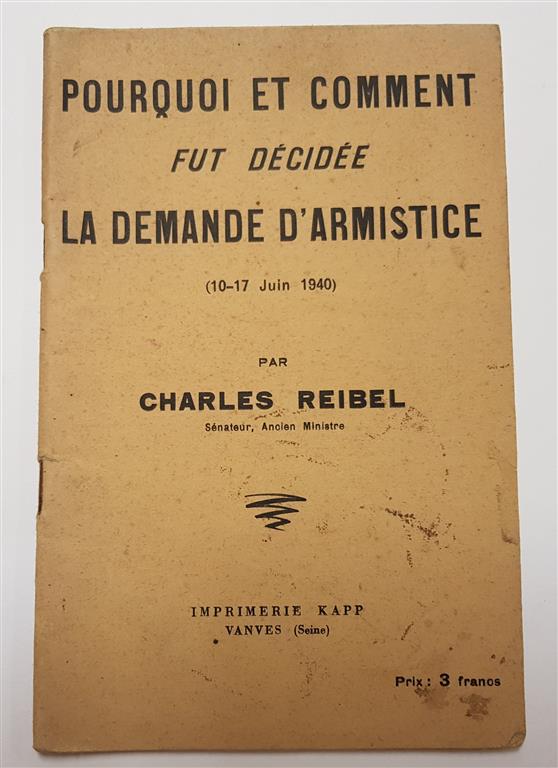 POURQUOI ET COMMENT
FUT DÉCIDÉE
LA DEMANDE D'ARMISTICE
(10-17 Juin 1940)
PAR
CHARLES REIBEL
Sénateur, Ancien Ministre
IMPRIMERIE KAPP
VANVES (Seine)
Prix : 3 francs